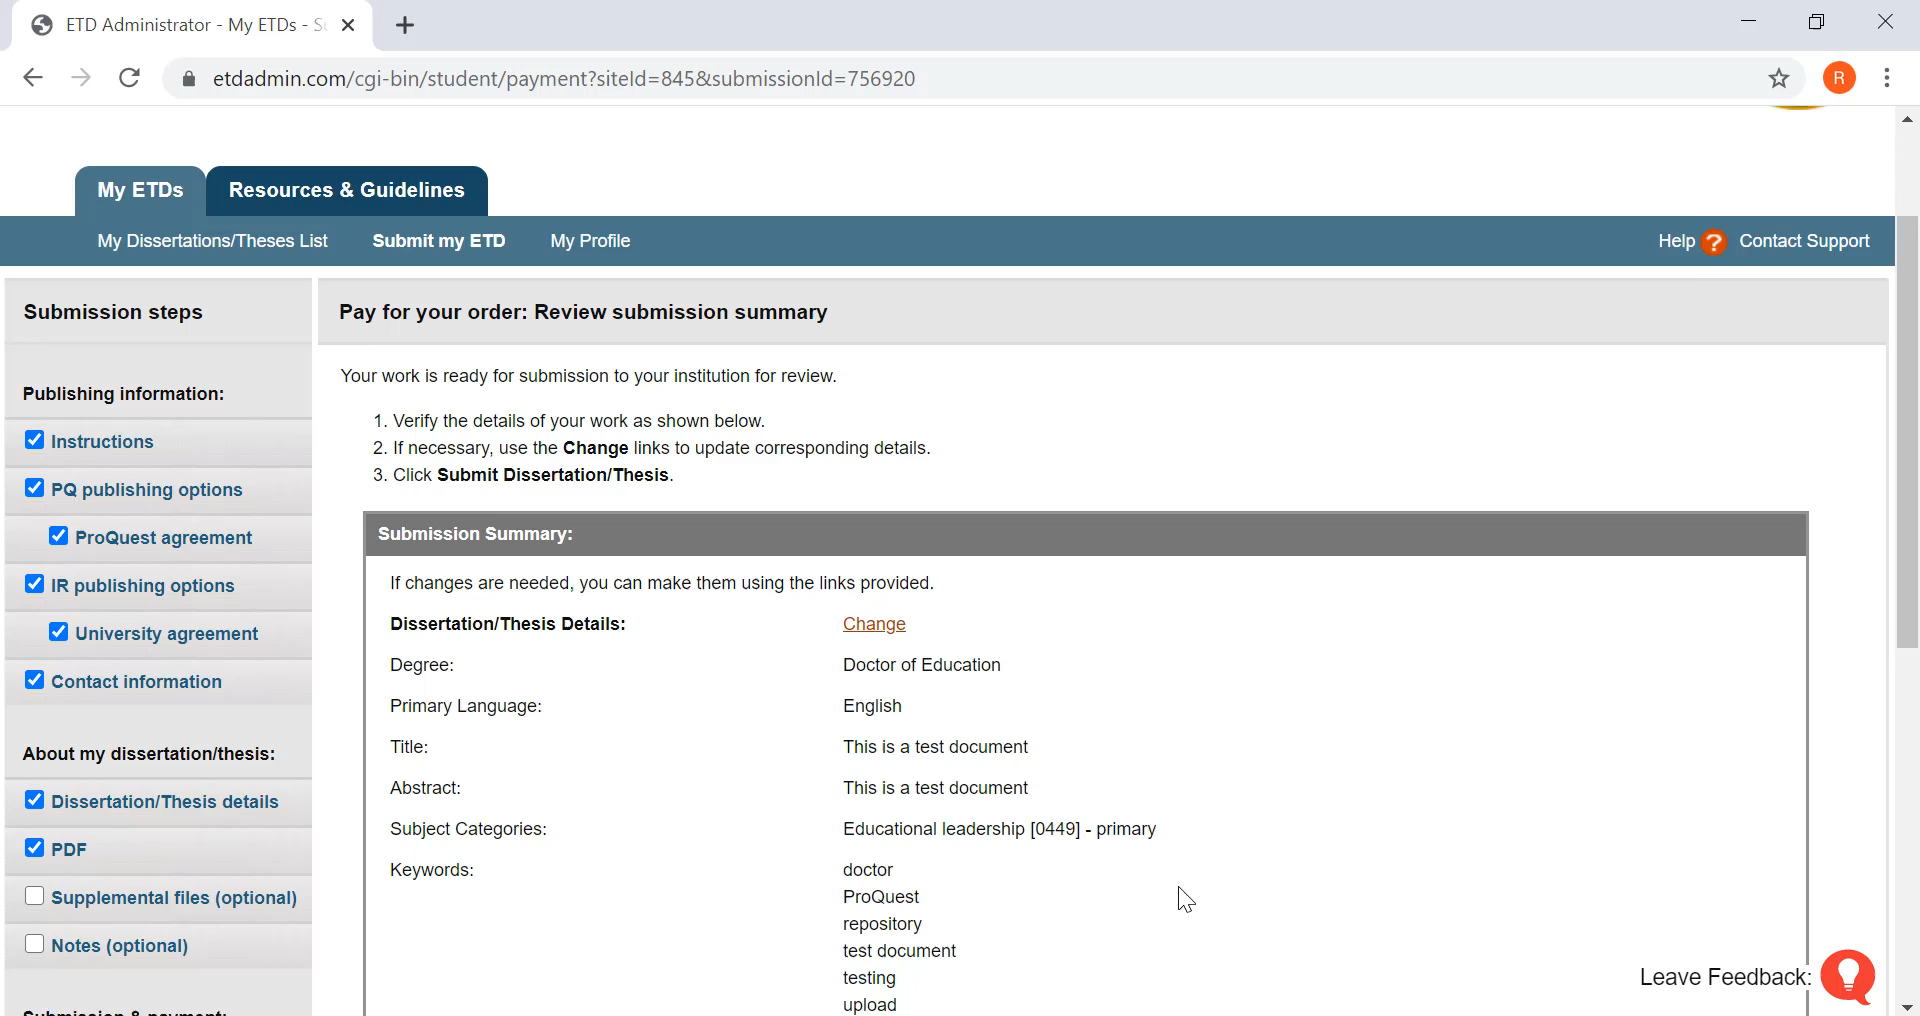 ETD Administrator - My ETDs - Su
etdadmin.com/cgi-bin/student/payment?siteId=845&submissionId=756920
R
My ETDs
Resources & Guidelines
My Dissertations/Theses List
Submit my ETD
My Profile
Help ?
Contact Support
Submission steps
Publishing information:
Instructions
PQ publishing options
ProQuest agreement
IR publishing options
University agreement
Contact information
About my dissertation/thesis:
Dissertation/Thesis details
PDF
Supplemental files (optional)
Notes (optional)
Submission & payment:
Pay for your order: Review submission summary
Your work is ready for submission to your institution for review.
1. Verify the details of your work as shown below.
2. If necessary, use the Change links to update corresponding details.
3. Click Submit Dissertation/Thesis.
Submission Summary:
If changes are needed, you can make them using the links provided.
Dissertation/Thesis Details: Change
Degree: Doctor of Education
Primary Language: English
Title: This is a test document
Abstract: This is a test document
Subject Categories: Educational leadership [0449] - primary
Keywords: doctor
ProQuest
repository
test document
testing
upload
Leave Feedback: